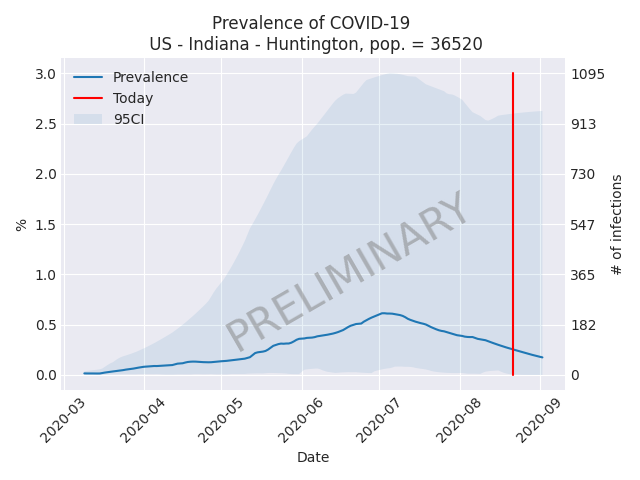 Prevalence of COVID-19
US - Indiana - Huntington, pop. = 36520
Prevalence
Today
95CI
3.0
2.5
2.0
1.5
1.0
0.5
0.0
%
1095
913
730
547
365
182
0
# of infections
PRELIMINARY
2020-03
2020-04
2020-05
2020-06
2020-07
2020-08
2020-09
Date